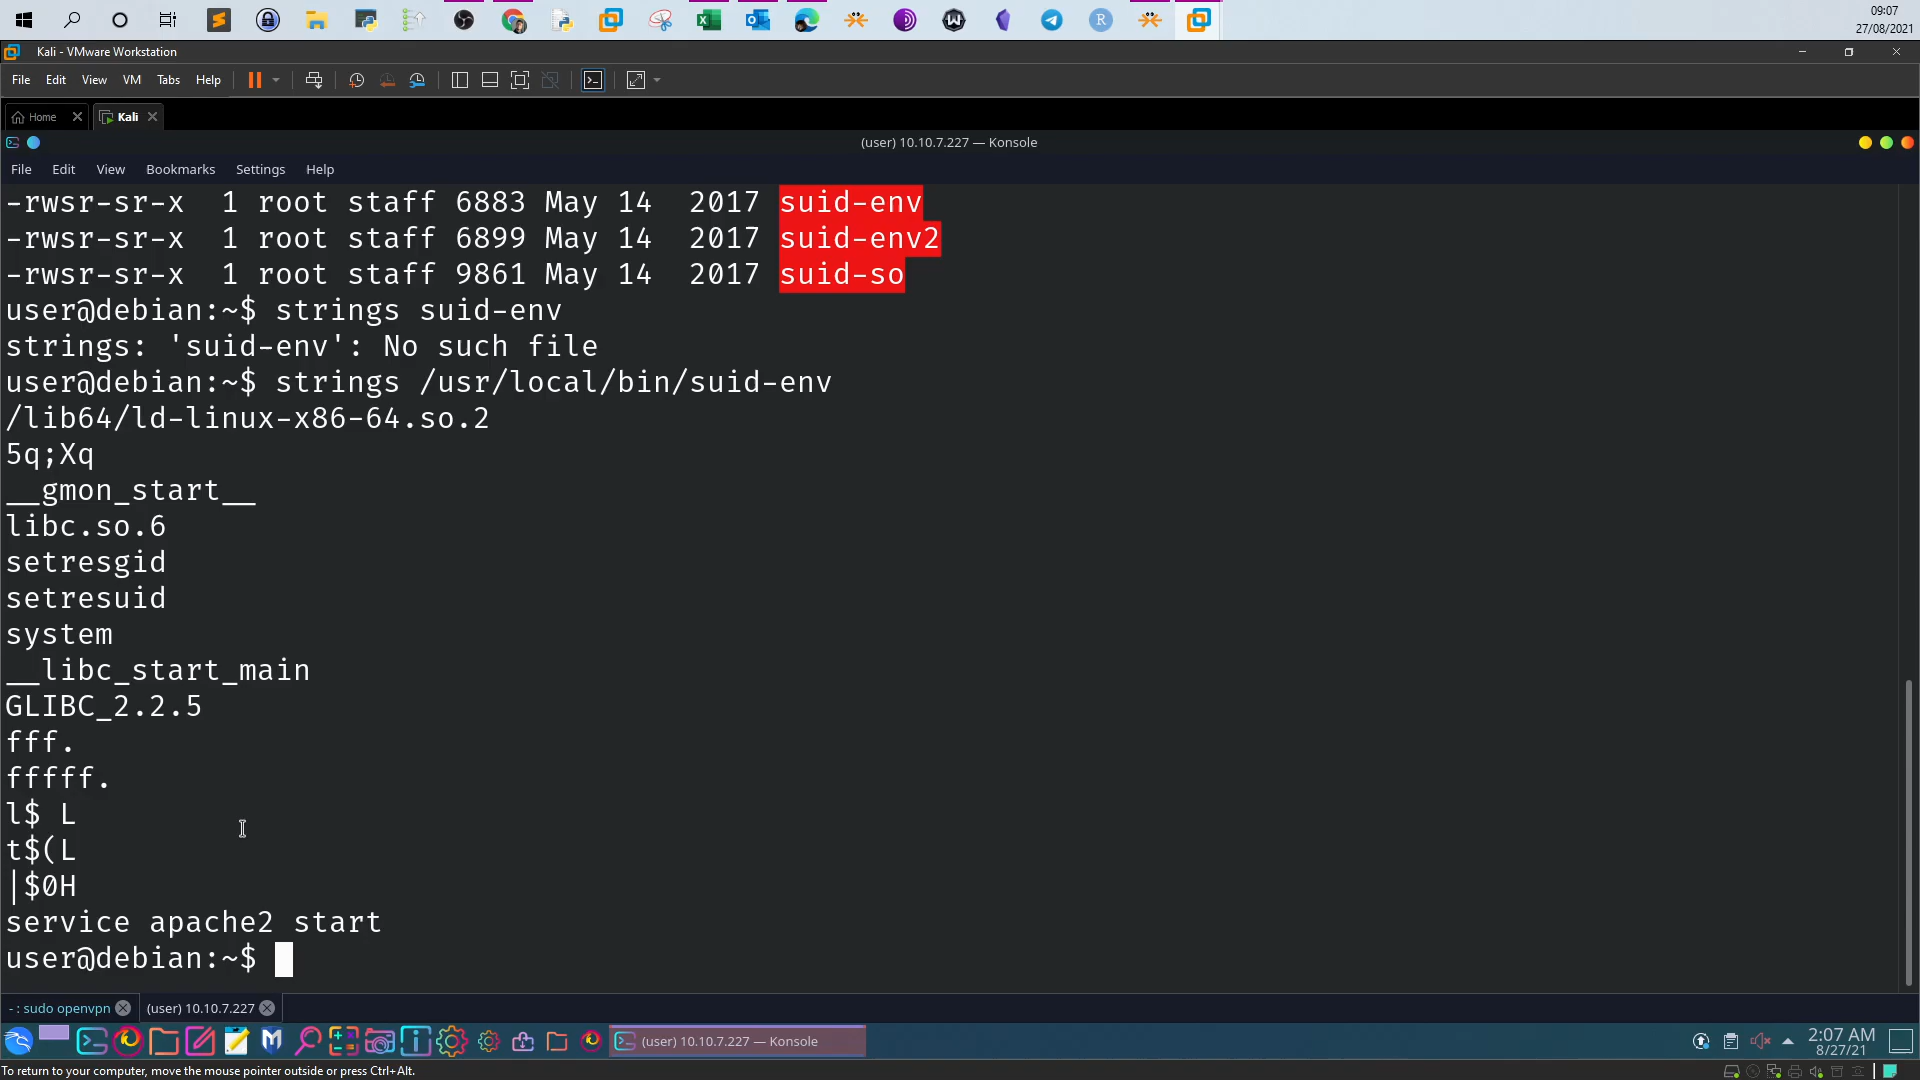 09:07
27/08/2021
Kali - VMware Workstation
File Edit View VM Tabs Help
Home Kali
(user) 10.10.7.227 — Konsole
File Edit View Bookmarks Settings Help
-rwsr-sr-x 1 root staff 6883 May 14 2017 suid-env
-rwsr-sr-x 1 root staff 6899 May 14 2017 suid-env2
-rwsr-sr-x 1 root staff 9861 May 14 2017 suid-so
user@debian:~$ strings suid-env
strings: 'suid-env': No such file
user@debian:~$ strings /usr/local/bin/suid-env
/lib64/ld-linux-x86-64.so.2
5q;Xq
__gmon_start__
libc.so.6
setresgid
setresuid
system
__libc_start_main
GLIBC_2.2.5
fff.
fffff.
l$ L
t$(L
|$0H
service apache2 start
user@debian:~$
- : sudo openvpn (user) 10.10.7.227
(user) 10.10.7.227 — Konsole
2:07 AM
8/27/21
To return to your computer, move the mouse pointer outside or press Ctrl+Alt.